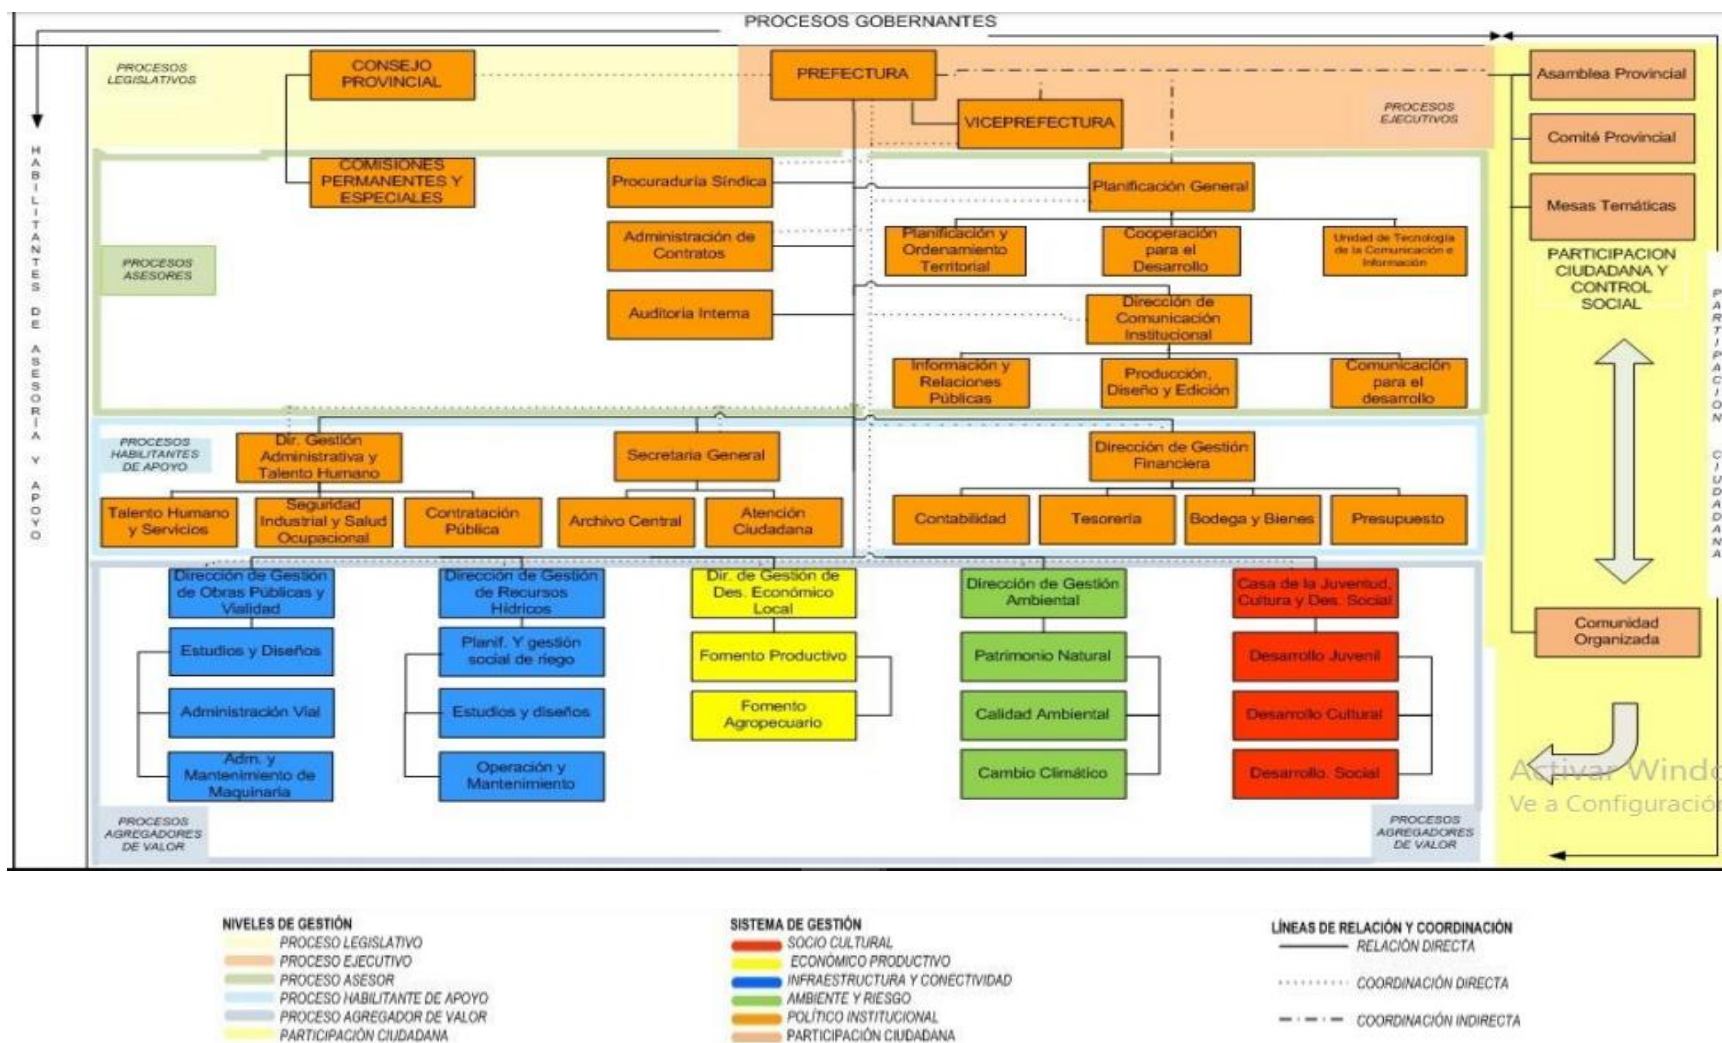 PROCESOS GOBERNANTES
PROCESOS
LEGISLATIVOS
CONSEJO
PROVINCIAL
PREFECTURA
VICEPREFECTURA
PROCESOS
EJECUTIVOS
Asamblea Provincial
Comité Provincial
Mesas Temáticas
PARTICIPACION
CIUDADANA Y
CONTROL
SOCIAL
HABILITANTES DE ASESORÍA Y APOYO
PARTIPACION CIUDADANA
COMISIONES
PERMANENTES Y
ESPECIALES
Procuraduría Síndica
Planificación General
Administración de
Contratos
Planificación y
Ordenamiento
Territorial
Cooperación
para el
Desarrollo
Unidad de Tecnología
de la Comunicación e
Información
PROCESOS
ASESORES
Auditoria Interna
Dirección de
Comunicación
Institucional
Información y
Relaciones
Públicas
Producción,
Diseño y Edición
Comunicación
para el
desarrollo
PROCESOS
HABILITANTES
DE APOYO
Dir. Gestión
Administrativa y
Talento Humano
Secretaria General
Dirección de Gestión
Financiera
Talento Humano
y Servicios
Seguridad
Industrial y Salud
Ocupacional
Contratación
Pública
Archivo Central
Atención
Ciudadana
Contabilidad
Tesorería
Bodega y Bienes
Presupuesto
Dirección de Gestión
de Obras Públicas y
Vialidad
Dirección de Gestión
de Recursos
Hídricos
Dir. de Gestión de
Des. Económico
Local
Dirección de Gestión
Ambiental
Casa de la Juventud,
Cultura y Des. Social
Comunidad
Organizada
Estudios y Diseños
Planif. Y gestión
social de riego
Fomento Productivo
Patrimonio Natural
Desarrollo Juvenil
Administración Vial
Estudios y diseños
Fomento
Agropecuario
Calidad Ambiental
Desarrollo Cultural
Adm. y
Mantenimiento de
Maquinaria
Operación y
Mantenimiento
Cambio Climático
Desarrollo. Social
Activar Windo
Ve a Configuración
PROCESOS
AGREGADORES
DE VALOR
PROCESOS
AGREGADORES
DE VALOR
NIVELES DE GESTIÓN
PROCESO LEGISLATIVO
PROCESO EJECUTIVO
PROCESO ASESOR
PROCESO HABILITANTE DE APOYO
PROCESO AGREGADOR DE VALOR
PARTICIPACIÓN CIUDADANA
SISTEMA DE GESTIÓN
SOCIO CULTURAL
ECONÓMICO PRODUCTIVO
INFRAESTRUCTURA Y CONECTIVIDAD
AMBIENTE Y RIESGO
POLÍTICO INSTITUCIONAL
PARTICIPACIÓN CIUDADANA
LÍNEAS DE RELACIÓN Y COORDINACIÓN
RELACIÓN DIRECTA
COORDINACIÓN DIRECTA
COORDINACIÓN INDIRECTA